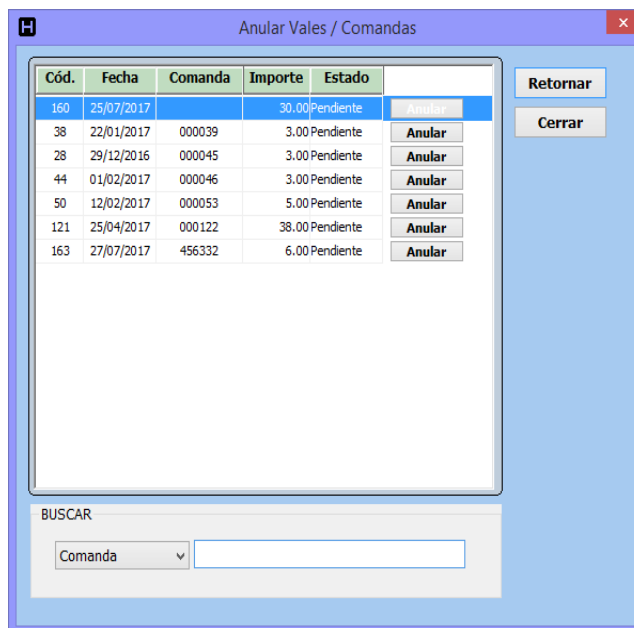 H Anular Vales / Comandas x
Cód. Fecha Comanda Importe Estado
160 25/07/2017 30.00 Pendiente Anular
38 22/01/2017 000039 3.00 Pendiente Anular
28 29/12/2016 000045 3.00 Pendiente Anular
44 01/02/2017 000046 3.00 Pendiente Anular
50 12/02/2017 000053 5.00 Pendiente Anular
121 25/04/2017 000122 38.00 Pendiente Anular
163 27/07/2017 456332 6.00 Pendiente Anular
Retornar
Cerrar
BUSCAR
Comanda